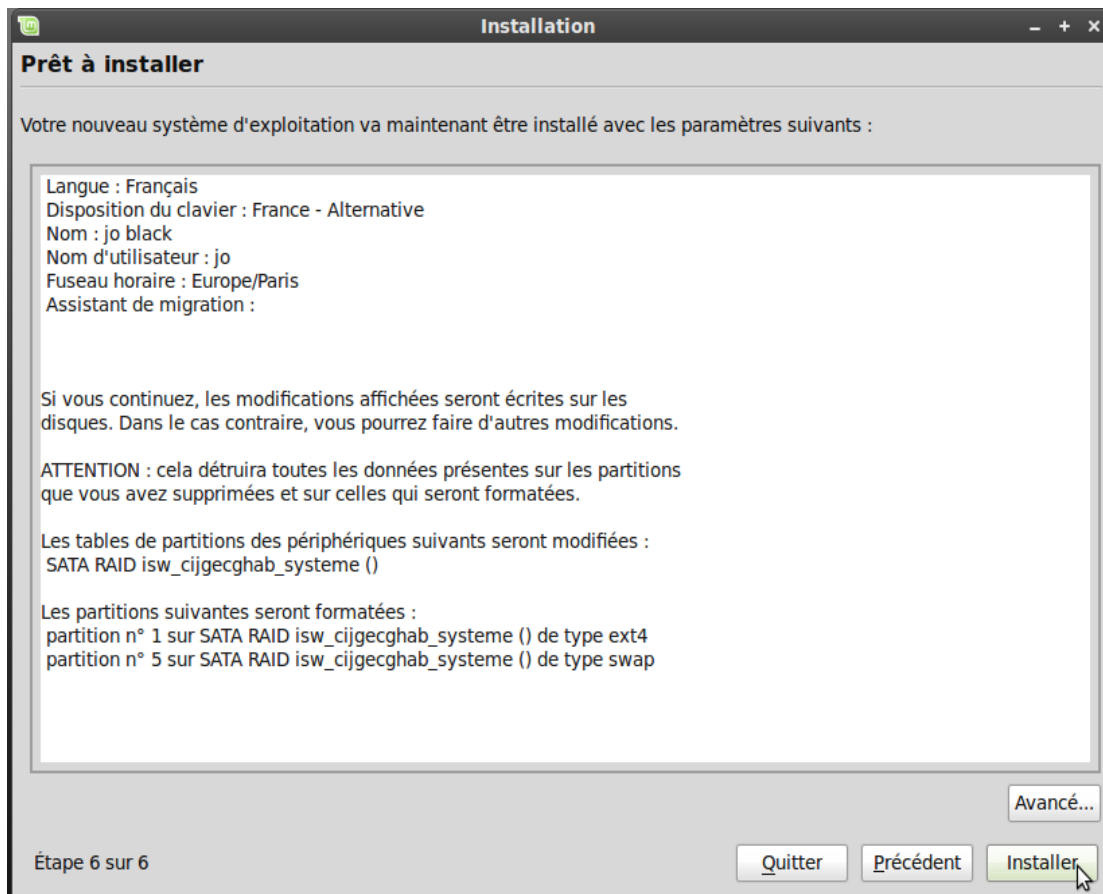 Installation
Prêt à installer
Votre nouveau système d'exploitation va maintenant être installé avec les paramètres suivants :
Langue : Français
Disposition du clavier : France - Alternative
Nom : jo black
Nom d'utilisateur : jo
Fuseau horaire : Europe/Paris
Assistant de migration :
Si vous continuez, les modifications affichées seront écrites sur les
disques. Dans le cas contraire, vous pourrez faire d'autres modifications.
ATTENTION : cela détruira toutes les données présentes sur les partitions
que vous avez supprimées et sur celles qui seront formatées.
Les tables de partitions des périphériques suivants seront modifiées :
SATA RAID isw_cijgecghab_systeme ()
Les partitions suivantes seront formatées :
partition n° 1 sur SATA RAID isw_cijgecghab_systeme () de type ext4
partition n° 5 sur SATA RAID isw_cijgecghab_systeme () de type swap
Avancé...
Étape 6 sur 6
Quitter
Précédent
Installer